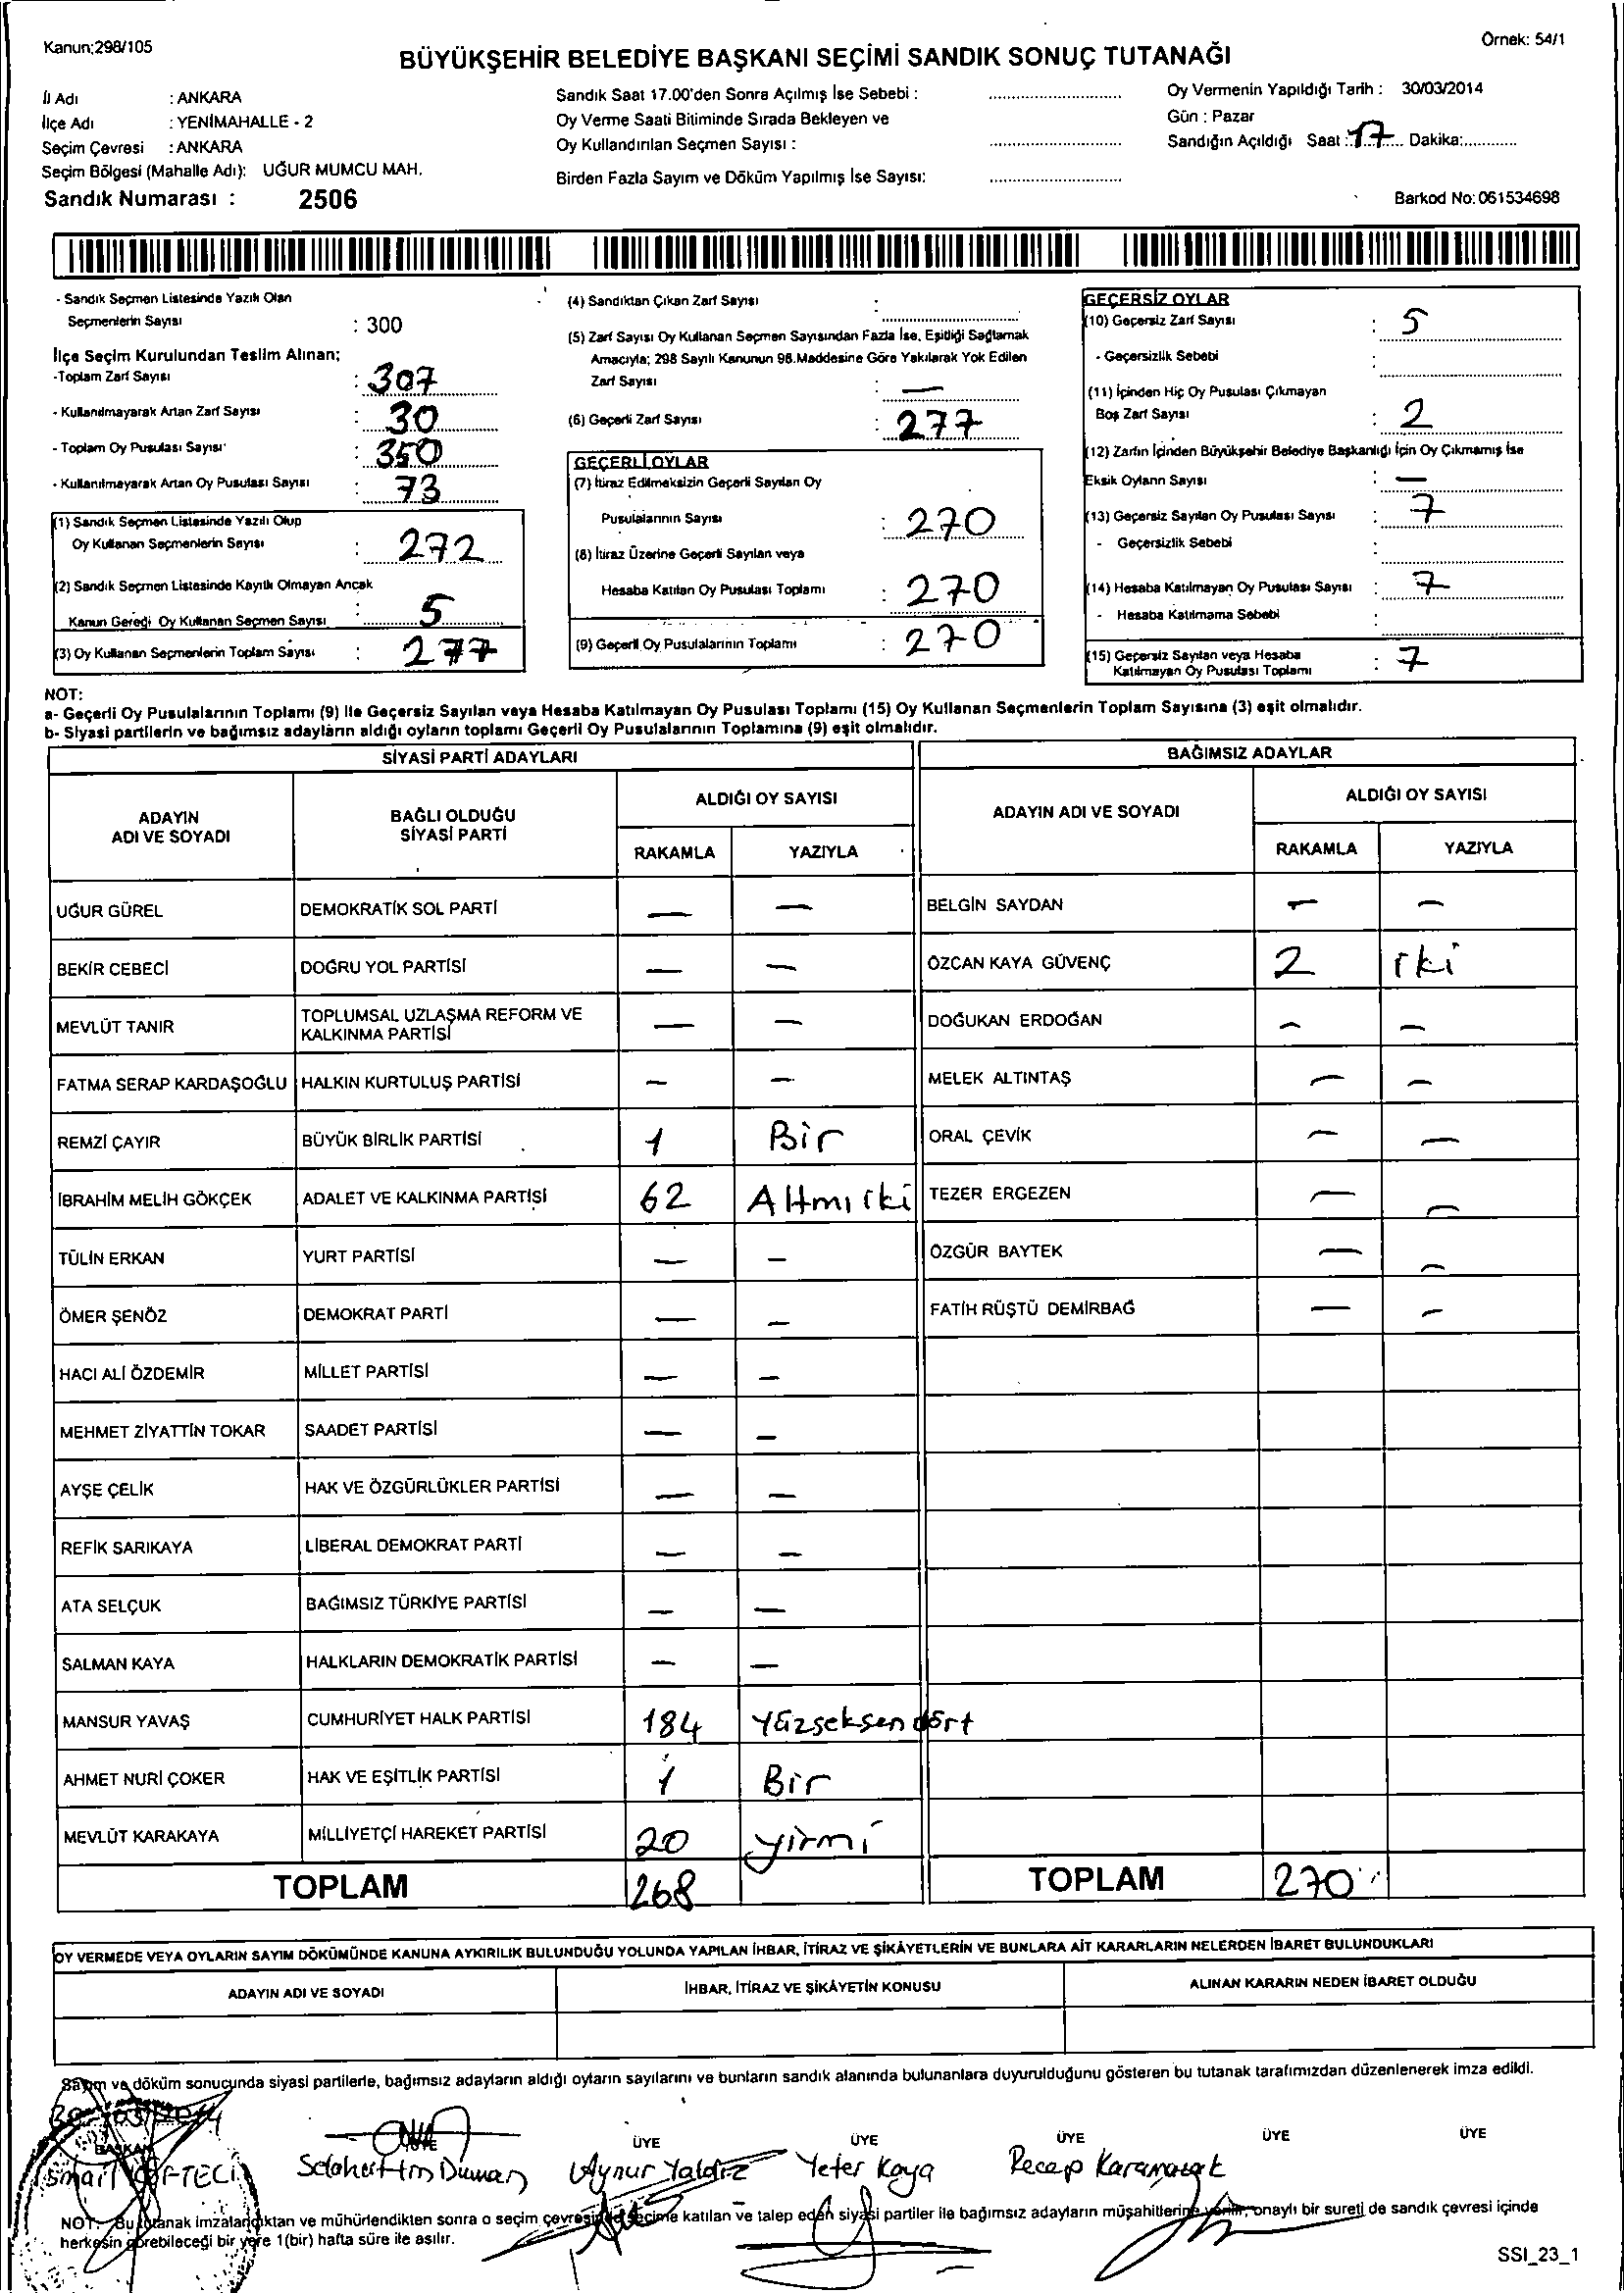 Kanun;298/105
Örnek: 54/1
BÜYÜKŞEHİR BELEDİYE BAŞKANI SEÇİMİ SANDIK SONUÇ TUTANAĞI
İl Adı : ANKARA
İlçe Adı : YENİMAHALLE - 2
Seçim Çevresi : ANKARA
Seçim Bölgesi (Mahalle Adı): UĞUR MUMCU MAH.
Sandık Numarası : 2506
Sandık Saat 17.00'den Sonra Açılmış İse Sebebi :
Oy Verme Saati Bitiminde Sırada Bekleyen ve
Oy Kullandırılan Seçmen Sayısı :
Birden Fazla Sayım ve Döküm Yapılmış İse Sayısı:
Oy Vermenin Yapıldığı Tarih : 30/03/2014
Gün : Pazar
Sandığın Açıldığı Saat : 17 Dakika:
Barkod No: 061534698
- Sandık Seçmen Listesinde Yazılı Olan
Seçmenlerin Sayısı : 300
İlçe Seçim Kurulundan Teslim Alınan;
-Toplam Zarf Sayısı : 307
- Kullanılmayarak Artan Zarf Sayısı : 30
- Toplam Oy Pusulası Sayısı : 350
- Kullanılmayarak Artan Oy Pusulası Sayısı : 73
(1) Sandık Seçmen Listesinde Yazılı Olup
Oy Kullanan Seçmenlerin Sayısı : 272
(2) Sandık Seçmen Listesinde Kayıtlı Olmayan Ancak
Kanun Gereği Oy Kullanan Seçmen Sayısı : 5
(3) Oy Kullanan Seçmenlerin Toplam Sayısı : 277
(4) Sandıktan Çıkan Zarf Sayısı :
(5) Zarf Sayısı Oy Kullanan Seçmen Sayısından Fazla İse, Eşitliği Sağlamak
Amacıyla; 298 Sayılı Kanunun 98.Maddesine Göre Yakılarak Yok Edilen
Zarf Sayısı : —
(6) Geçerli Zarf Sayısı : 277
GEÇERLİ OYLAR
(7) İtiraz Edilmeksizin Geçerli Sayılan Oy
Pusulalarının Sayısı : 270
(8) İtiraz Üzerine Geçerli Sayılan veya
Hesaba Katılan Oy Pusulası Toplamı : 270
(9) Geçerli Oy Pusulalarının Toplamı : 270
GEÇERSİZ OYLAR
(10) Geçersiz Zarf Sayısı : 5
- Geçersizlik Sebebi :
(11) İçinden Hiç Oy Pusulası Çıkmayan
Boş Zarf Sayısı : 2
(12) Zarfın İçinden Büyükşehir Belediye Başkanlığı İçin Oy Çıkmamış İse
Eksik Oyların Sayısı : —
(13) Geçersiz Sayılan Oy Pusulası Sayısı : 7
- Geçersizlik Sebebi :
(14) Hesaba Katılmayan Oy Pusulası Sayısı : 7
- Hesaba Katılmama Sebebi :
(15) Geçersiz Sayılan veya Hesaba
Katılmayan Oy Pusulası Toplamı : 7
NOT:
a- Geçerli Oy Pusulalarının Toplamı (9) İle Geçersiz Sayılan veya Hesaba Katılmayan Oy Pusulası Toplamı (15) Oy Kullanan Seçmenlerin Toplam Sayısına (3) eşit olmalıdır.
b- Siyasi partilerin ve bağımsız adayların aldığı oyların toplamı Geçerli Oy Pusulalarının Toplamına (9) eşit olmalıdır.
SİYASİ PARTİ ADAYLARI
ADAYIN ADI VE SOYADI
BAĞLI OLDUĞU SİYASİ PARTİ
ALDIĞI OY SAYISI
RAKAMLA YAZIYLA
UĞUR GÜREL DEMOKRATİK SOL PARTİ — —
BEKİR CEBECİ DOĞRU YOL PARTİSİ — —
MEVLÜT TANIR TOPLUMSAL UZLAŞMA REFORM VE KALKINMA PARTİSİ — —
FATMA SERAP KARDAŞOĞLU HALKIN KURTULUŞ PARTİSİ — —
REMZİ ÇAYIR BÜYÜK BİRLİK PARTİSİ 1 Bir
İBRAHİM MELİH GÖKÇEK ADALET VE KALKINMA PARTİSİ 62 Altmı iki
TÜLİN ERKAN YURT PARTİSİ — —
ÖMER ŞENÖZ DEMOKRAT PARTİ — —
HACI ALİ ÖZDEMİR MİLLET PARTİSİ — —
MEHMET ZİYATTİN TOKAR SAADET PARTİSİ — —
AYŞE ÇELİK HAK VE ÖZGÜRLÜKLER PARTİSİ — —
REFİK SARIKAYA LİBERAL DEMOKRAT PARTİ — —
ATA SELÇUK BAĞIMSIZ TÜRKİYE PARTİSİ — —
SALMAN KAYA HALKLARIN DEMOKRATİK PARTİSİ — —
MANSUR YAVAŞ CUMHURİYET HALK PARTİSİ 184 Yüzseksendört
AHMET NURİ ÇOKER HAK VE EŞİTLİK PARTİSİ 1 Bir
MEVLÜT KARAKAYA MİLLİYETÇİ HAREKET PARTİSİ 20 yirmi
TOPLAM 268
BAĞIMSIZ ADAYLAR
ADAYIN ADI VE SOYADI
ALDIĞI OY SAYISI
RAKAMLA YAZIYLA
BELGİN SAYDAN — —
ÖZCAN KAYA GÜVENÇ 2 iki
DOĞUKAN ERDOĞAN — —
MELEK ALTINTAŞ — —
ORAL ÇEVİK — —
TEZER ERGEZEN — —
ÖZGÜR BAYTEK — —
FATİH RÜŞTÜ DEMİRBAĞ — —
TOPLAM 270
OY VERMEDE VEYA OYLARIN SAYIM DÖKÜMÜNDE KANUNA AYKIRILIK BULUNDUĞU YOLUNDA YAPILAN İHBAR, İTİRAZ VE ŞİKÂYETLERİN VE BUNLARA AİT KARARLARIN NELERDEN İBARET BULUNDUKLARI
ADAYIN ADI VE SOYADI
İHBAR, İTİRAZ VE ŞİKÂYETİN KONUSU
ALINAN KARARIN NEDEN İBARET OLDUĞU
Sayım ve döküm sonucunda siyasi partilerle, bağımsız adayların aldığı oyların sayılarını ve bunların sandık alanında bulunanlara duyurulduğunu gösteren bu tutanak tarafımızdan düzenlenerek imza edildi.
30/03/2014
BAŞKAN ÜYE ÜYE ÜYE ÜYE ÜYE
İsmail ÇİFTECİ Selahattin Duman Aynur Yaldız Yeter Kaya Recep
NOT: Bu tutanak imzalandıktan ve mühürlendikten sonra o seçim çevresinde seçime katılan ve talep eden siyasi partiler ile bağımsız adayların müşahitlerine verilir, onaylı bir sureti de sandık çevresi içinde
herkesin görebileceği bir yere 1(bir) hafta süre ile asılır.
SSI_23_1